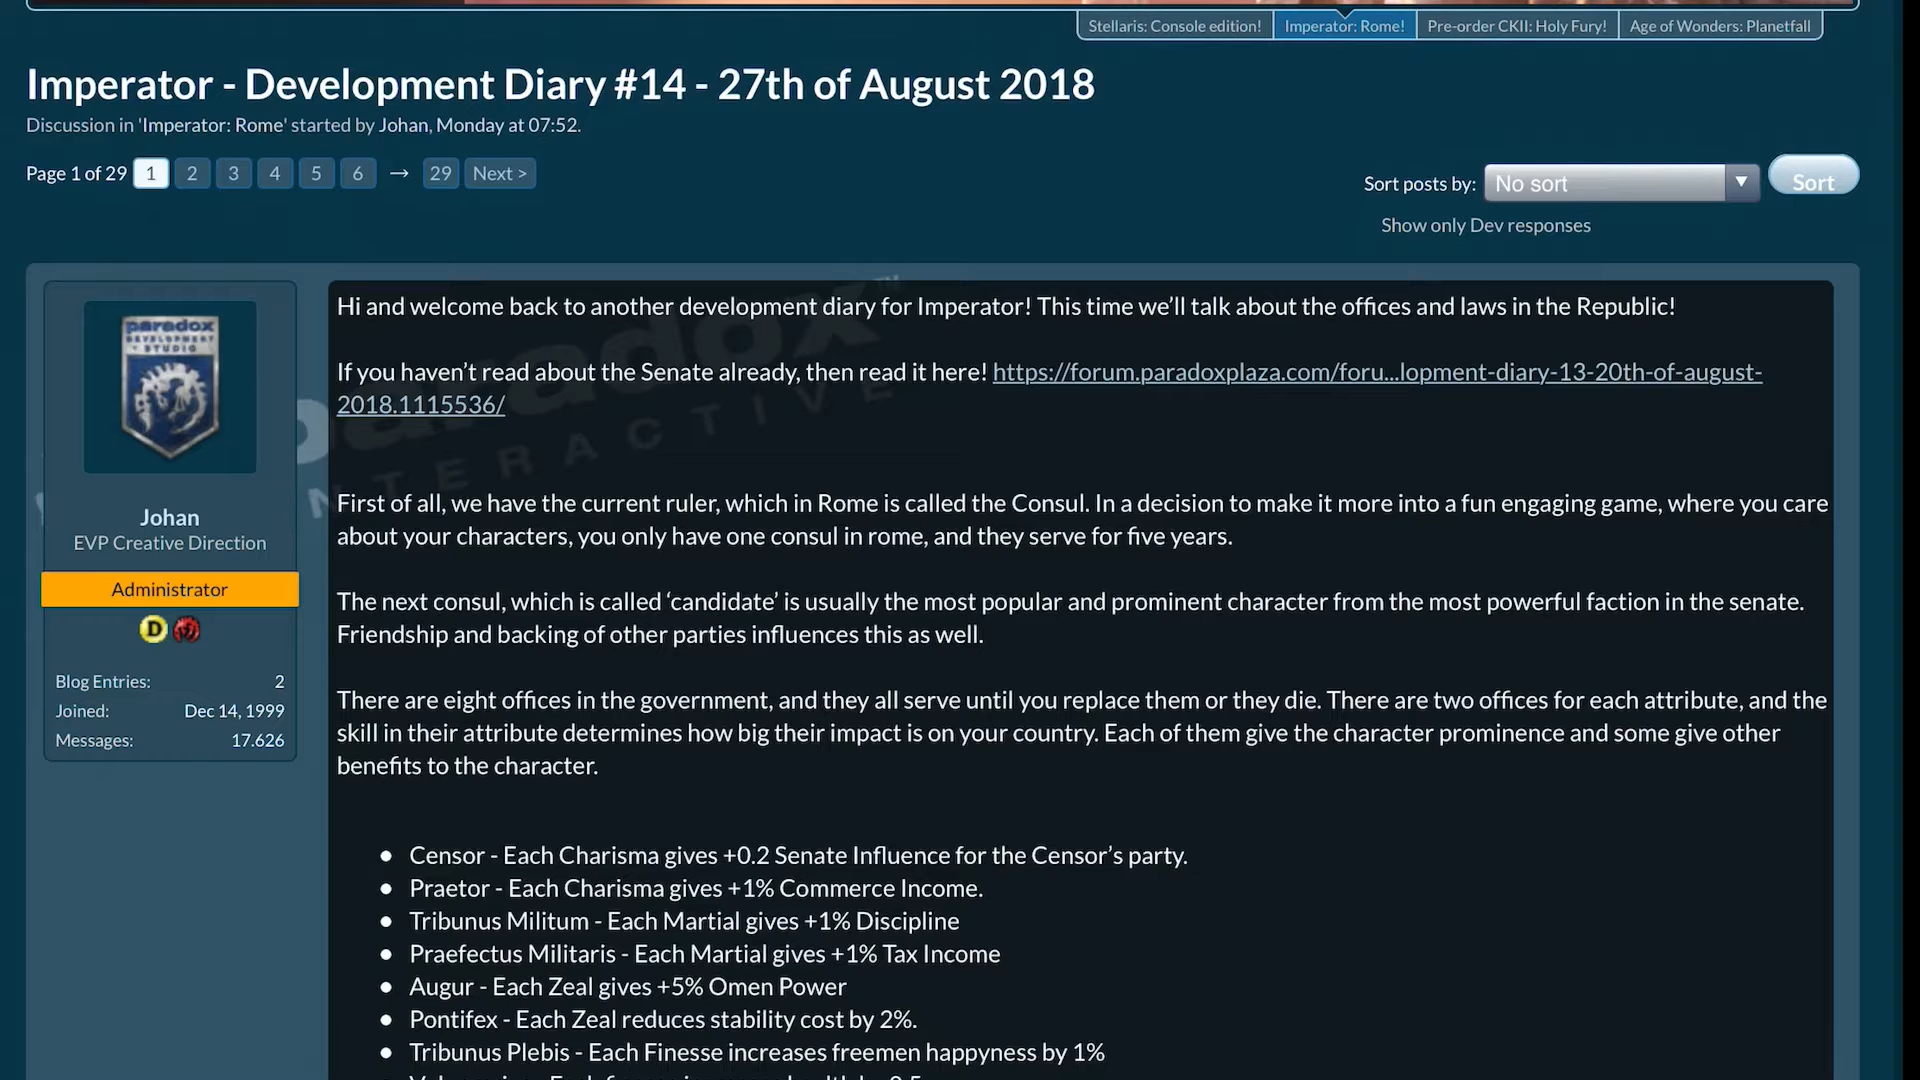 Stellaris: Console edition!
Imperator: Rome!
Pre-order CKII: Holy Fury!
Age of Wonders: Planetfall
Imperator - Development Diary #14 - 27th of August 2018
Discussion in 'Imperator: Rome' started by Johan, Monday at 07:52.
Page 1 of 29 1 2 3 4 5 6 → 29 Next >
Sort posts by: No sort ▼ Sort
Show only Dev responses
paradox
DEVELOPMENT
STUDIO
Johan
EVP Creative Direction
Administrator
D
Blog Entries: 2
Joined: Dec 14, 1999
Messages: 17.626
paradox™
INTERACTIVE
Hi and welcome back to another development diary for Imperator! This time we’ll talk about the offices and laws in the Republic!
If you haven’t read about the Senate already, then read it here! https://forum.paradoxplaza.com/foru...lopment-diary-13-20th-of-august-
2018.1115536/
First of all, we have the current ruler, which in Rome is called the Consul. In a decision to make it more into a fun engaging game, where you care
about your characters, you only have one consul in rome, and they serve for five years.
The next consul, which is called ‘candidate’ is usually the most popular and prominent character from the most powerful faction in the senate.
Friendship and backing of other parties influences this as well.
There are eight offices in the government, and they all serve until you replace them or they die. There are two offices for each attribute, and the
skill in their attribute determines how big their impact is on your country. Each of them give the character prominence and some give other
benefits to the character.
● Censor - Each Charisma gives +0.2 Senate Influence for the Censor’s party.
● Praetor - Each Charisma gives +1% Commerce Income.
● Tribunus Militum - Each Martial gives +1% Discipline
● Praefectus Militaris - Each Martial gives +1% Tax Income
● Augur - Each Zeal gives +5% Omen Power
● Pontifex - Each Zeal reduces stability cost by 2%.
● Tribunus Plebis - Each Finesse increases freemen happyness by 1%